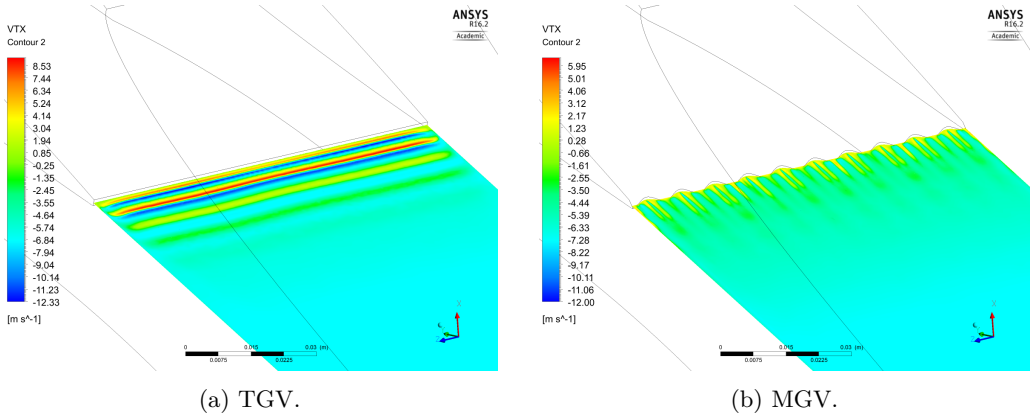 VTX
Contour 2
8.53
7.44
6.34
5.24
4.14
3.04
1.94
0.85
-0.25
-1.35
-2.45
-3.55
-4.64
-5.74
-6.84
-7.94
-9.04
-10.14
-11.23
-12.33
[m s^-1]
ANSYS
R16.2
Academic
0
0.015
0.03 (m)
0.0075
0.0225
X
Z
(a) TGV.
VTX
Contour 2
5.95
5.01
4.06
3.12
2.17
1.23
0.28
-0.66
-1.61
-2.55
-3.50
-4.44
-5.39
-6.33
-7.28
-8.22
-9.17
-10.11
-11.06
-12.00
[m s^-1]
ANSYS
R16.2
Academic
0
0.015
0.03 (m)
0.0075
0.0225
X
Z
(b) MGV.